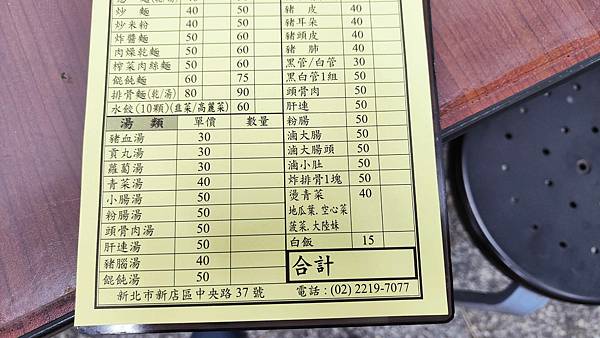 炒麵 40 50
炒米粉 40 50
炸醬麵 50 60
肉燥乾麵 50 60
榨菜肉絲麵 50 60
餛飩麵 60 75
排骨麵(乾/湯) 80 90
水餃(10顆)(韭菜/高麗菜) 60
湯類 單價 數量
豬血湯 30
貢丸湯 30
蘿蔔湯 30
青菜湯 40
小腸湯 50
粉腸湯 50
頭骨肉湯 50
肝連湯 50
豬腦湯 40
餛飩湯 50
豬皮 40
豬耳朵 40
豬頭皮 40
豬肺 40
黑管/白管 30
黑白管1組 50
頭骨肉 50
肝連 50
粉腸 50
滷大腸 50
滷大腸頭 50
滷小肚 50
炸排骨1塊 50
燙青菜 40
地瓜葉.空心菜
菠菜.大陸妹
白飯 15
合計
新北市新店區中央路37號 電話:(02) 2219-7077